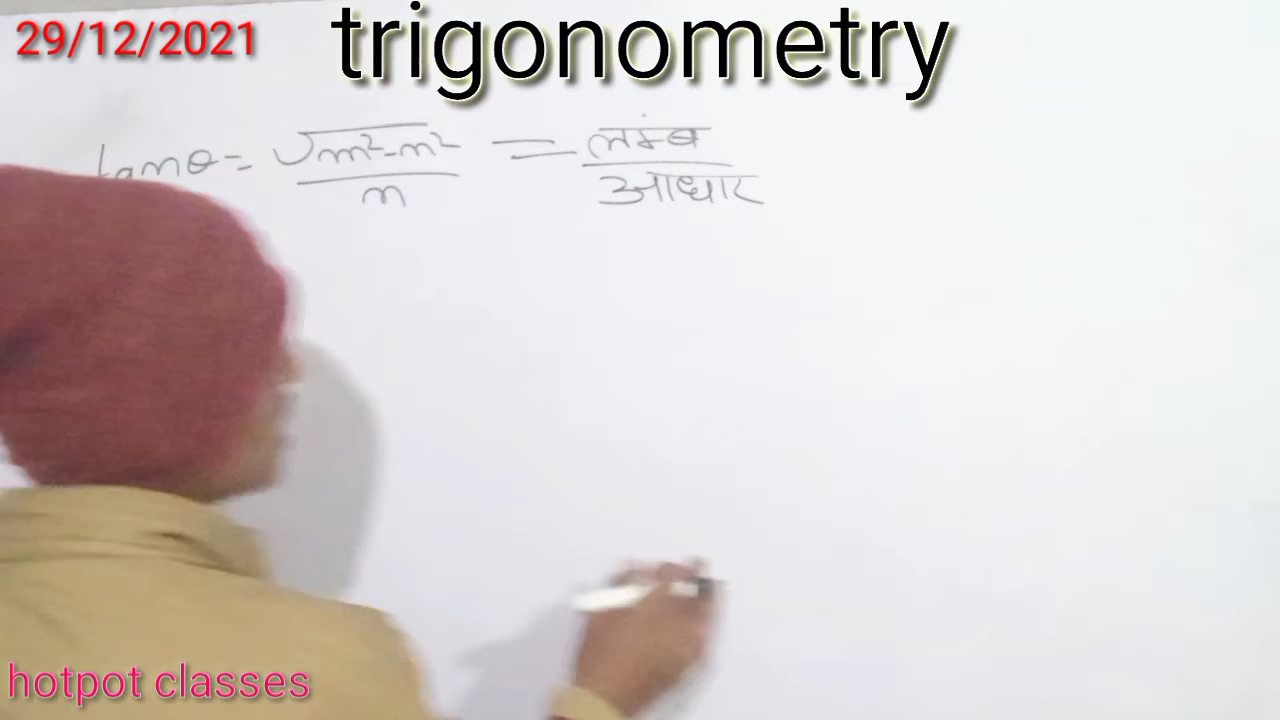 29/12/2021
trigonometry
tanθ = √m²-n² / n = लम्ब / आधार
hotpot classes